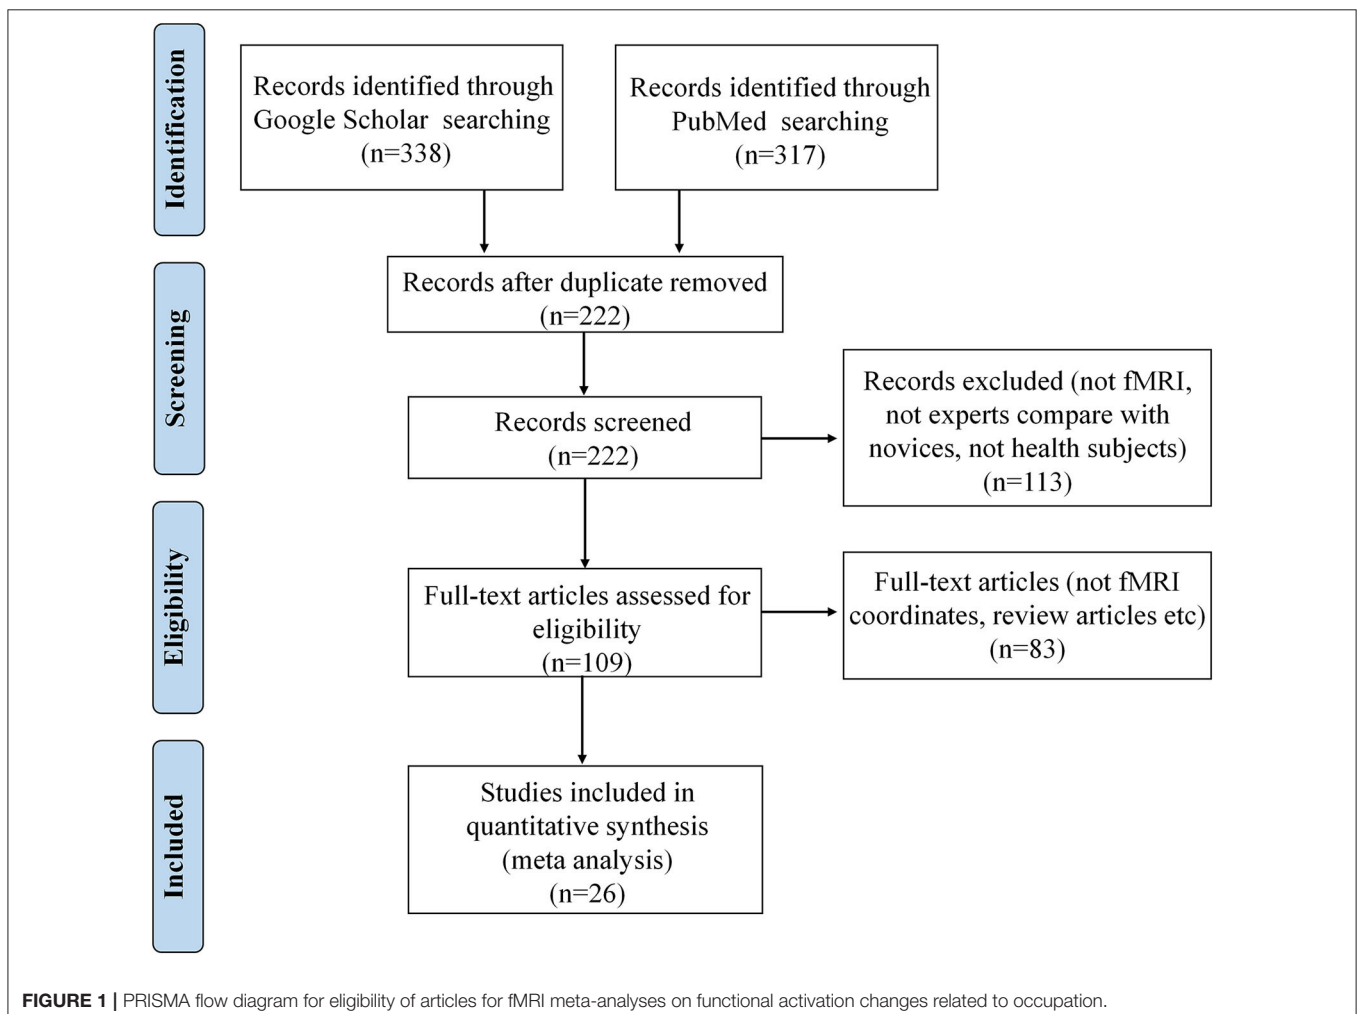 Identification
Records identified through
Google Scholar searching
(n=338)
Records identified through
PubMed searching
(n=317)
Screening
Records after duplicate removed
(n=222)
Records screened
(n=222)
Records excluded (not fMRI,
not experts compare with
novices, not health subjects)
(n=113)
Eligibility
Full-text articles assessed for
eligibility
(n=109)
Full-text articles (not fMRI
coordinates, review articles etc)
(n=83)
Included
Studies included in
quantitative synthesis
(meta analysis)
(n=26)
FIGURE 1 | PRISMA flow diagram for eligibility of articles for fMRI meta-analyses on functional activation changes related to occupation.